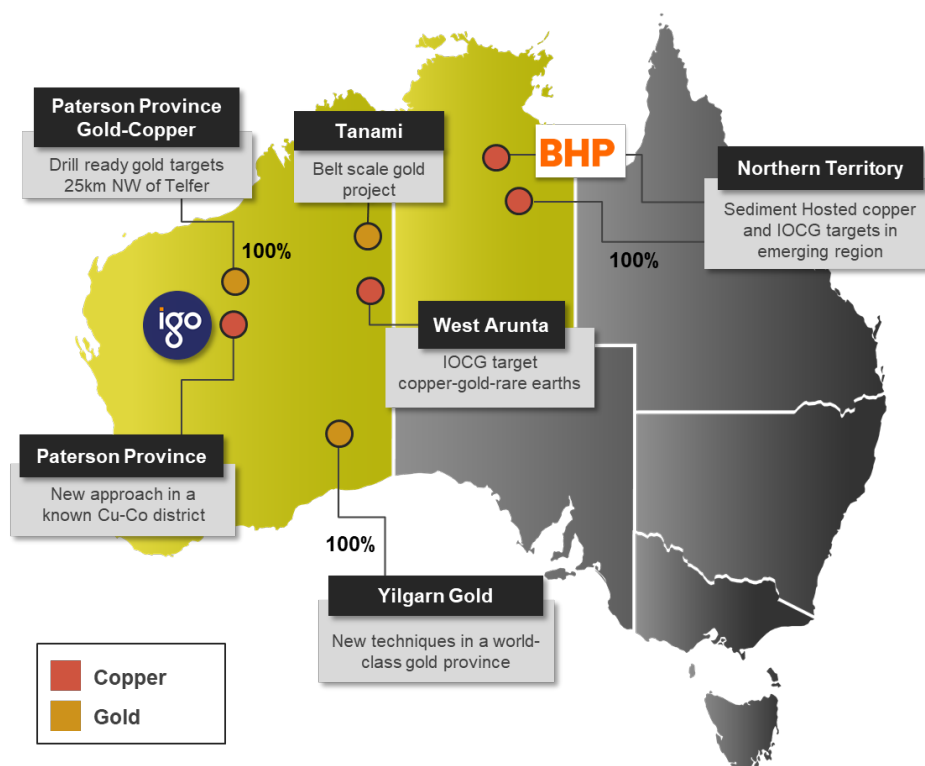 Paterson Province
Gold-Copper
Drill ready gold targets
25km NW of Telfer
100%
Tanami
Belt scale gold
project
BHP
Northern Territory
Sediment Hosted copper
and IOCG targets in
emerging region
100%
igo
West Arunta
IOCG target
copper-gold-rare earths
Paterson Province
New approach in a
known Cu-Co district
100%
Yilgarn Gold
New techniques in a world-
class gold province
Copper
Gold